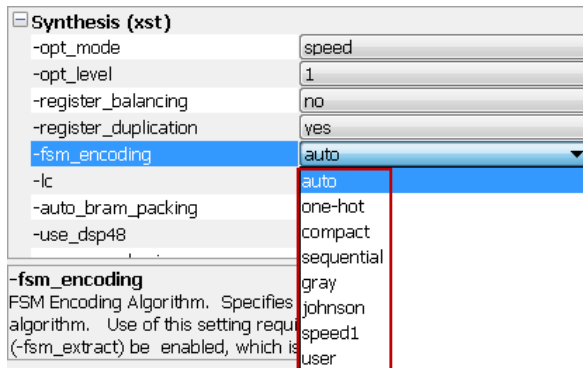 Synthesis (xst)
-opt_mode speed
-opt_level 1
-register_balancing no
-register_duplication yes
-fsm_encoding auto
-lc auto
-auto_bram_packing one-hot
-use_dsp48 compact
sequential
gray
johnson
speed1
user
-fsm_encoding
FSM Encoding Algorithm. Specifies
algorithm. Use of this setting requi
(-fsm_extract) be enabled, which is